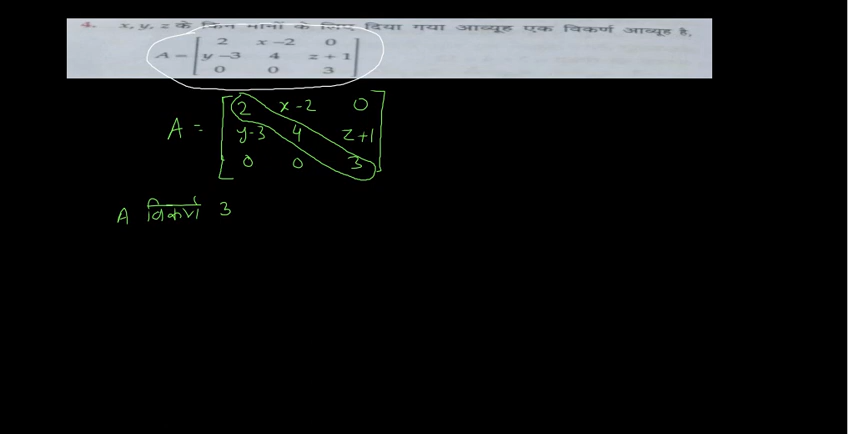 4. x, y, z के किन मानों के लिए दिया गया आव्यूह एक विकर्ण आव्यूह है,
A = [ 2 x – 2 0
y – 3 4 z + 1
0 0 3 ]
A = [ 2 x - 2 0
y - 3 4 z + 1
0 0 3 ]
A विकर्ण 3